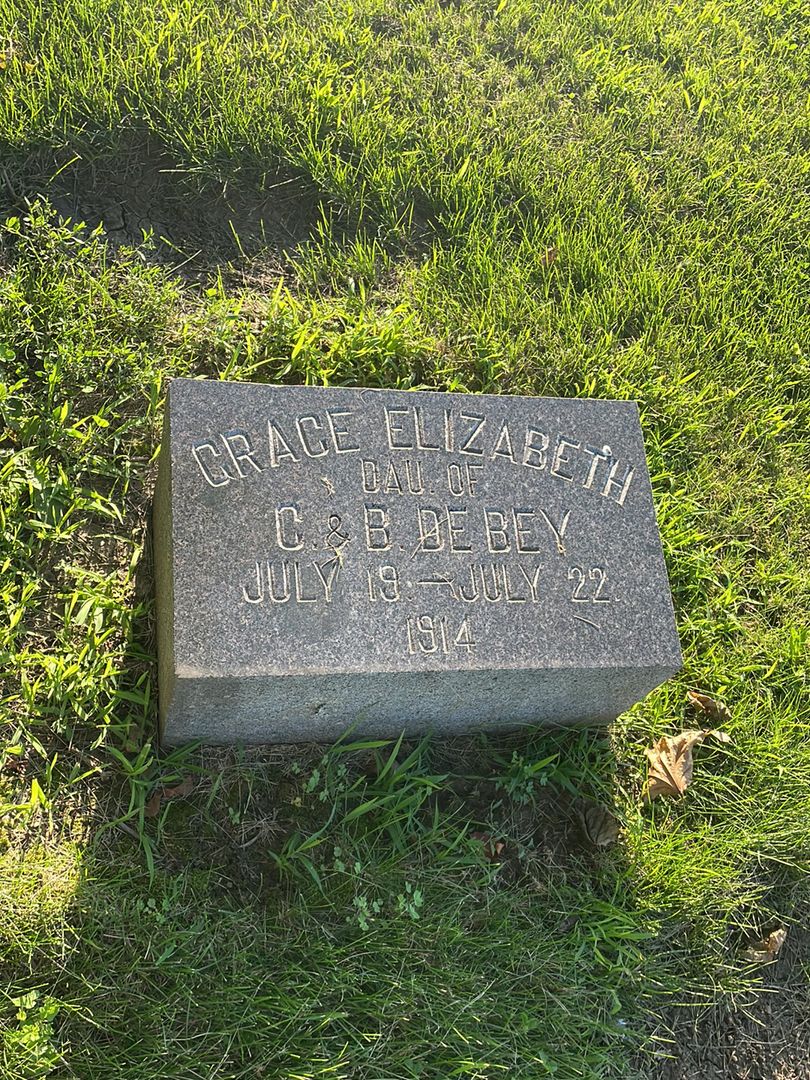 GRACE ELIZABETH
DAU. OF
C. & B. DE BEY
JULY 19 — JULY 22
1914